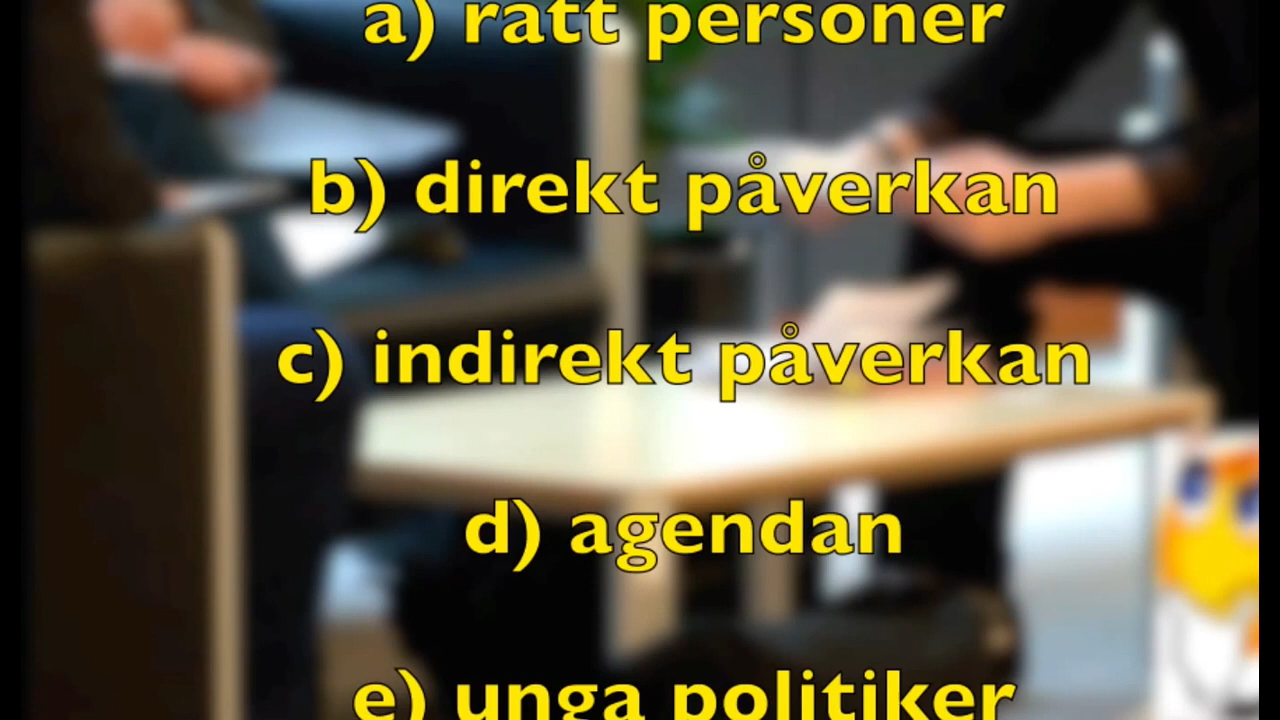 a) rätt personer
b) direkt påverkan
c) indirekt påverkan
d) agendan
e) unga politiker